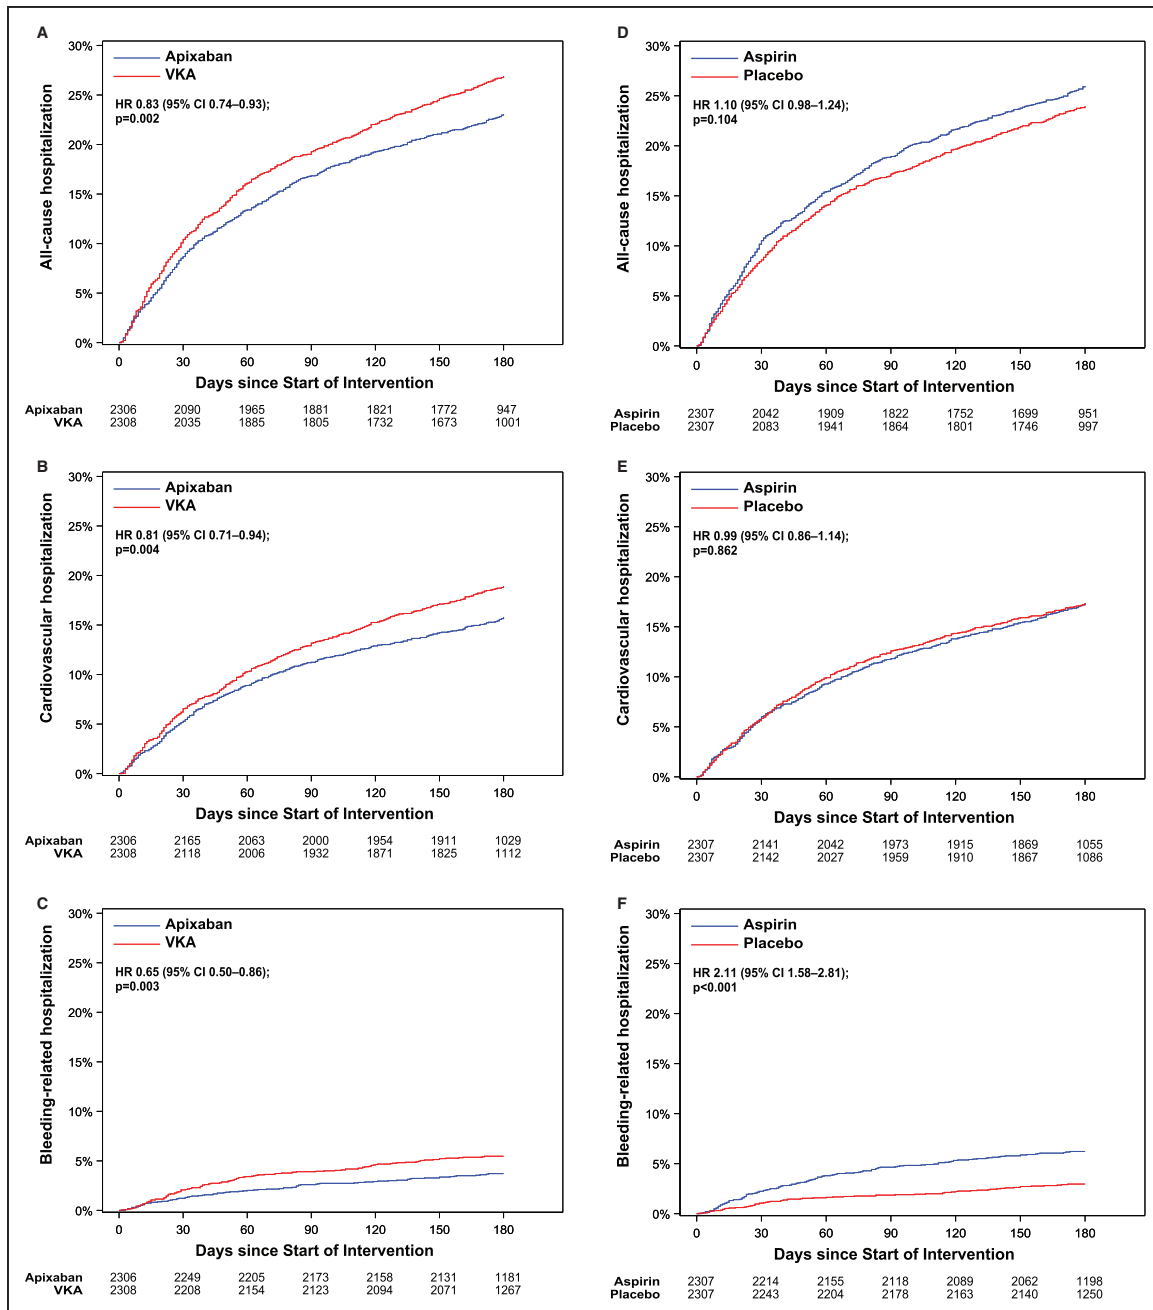 A
Apixaban
VKA
HR 0.83 (95% CI 0.74–0.93);
p=0.002
All-cause hospitalization
30%
25%
20%
15%
10%
5%
0%
0 30 60 90 120 150 180
Days since Start of Intervention
Apixaban 2306 2090 1965 1881 1821 1772 947
VKA 2308 2035 1885 1805 1732 1673 1001
D
Aspirin
Placebo
HR 1.10 (95% CI 0.98–1.24);
p=0.104
All-cause hospitalization
30%
25%
20%
15%
10%
5%
0%
0 30 60 90 120 150 180
Days since Start of Intervention
Aspirin 2307 2042 1909 1822 1752 1699 951
Placebo 2307 2083 1941 1864 1801 1746 997
B
Apixaban
VKA
HR 0.81 (95% CI 0.71–0.94);
p=0.004
Cardiovascular hospitalization
30%
25%
20%
15%
10%
5%
0%
0 30 60 90 120 150 180
Days since Start of Intervention
Apixaban 2306 2165 2063 2000 1954 1911 1029
VKA 2308 2118 2006 1932 1871 1825 1112
E
Aspirin
Placebo
HR 0.99 (95% CI 0.86–1.14);
p=0.862
Cardiovascular hospitalization
30%
25%
20%
15%
10%
5%
0%
0 30 60 90 120 150 180
Days since Start of Intervention
Aspirin 2307 2141 2042 1973 1915 1869 1055
Placebo 2307 2142 2027 1959 1910 1867 1086
C
Apixaban
VKA
HR 0.65 (95% CI 0.50–0.86);
p=0.003
Bleeding-related hospitalization
30%
25%
20%
15%
10%
5%
0%
0 30 60 90 120 150 180
Days since Start of Intervention
Apixaban 2306 2249 2205 2173 2158 2131 1181
VKA 2308 2208 2154 2123 2094 2071 1267
F
Aspirin
Placebo
HR 2.11 (95% CI 1.58–2.81);
p<0.001
Bleeding-related hospitalization
30%
25%
20%
15%
10%
5%
0%
0 30 60 90 120 150 180
Days since Start of Intervention
Aspirin 2307 2214 2155 2118 2089 2062 1198
Placebo 2307 2243 2204 2178 2163 2140 1250